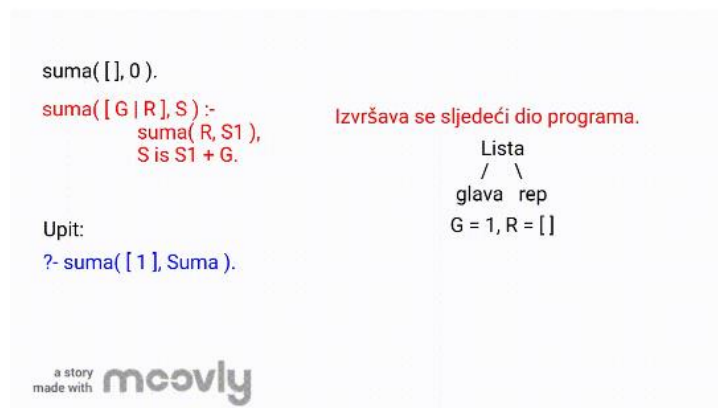 suma( [ ], 0 ).
suma( [ G | R ], S ) :-
suma( R, S1 ),
S is S1 + G.
Upit:
?- suma( [ 1 ], Suma ).
Izvršava se sljedeći dio programa.
Lista
/ \
glava rep
G = 1, R = [ ]
a story
made with moovly